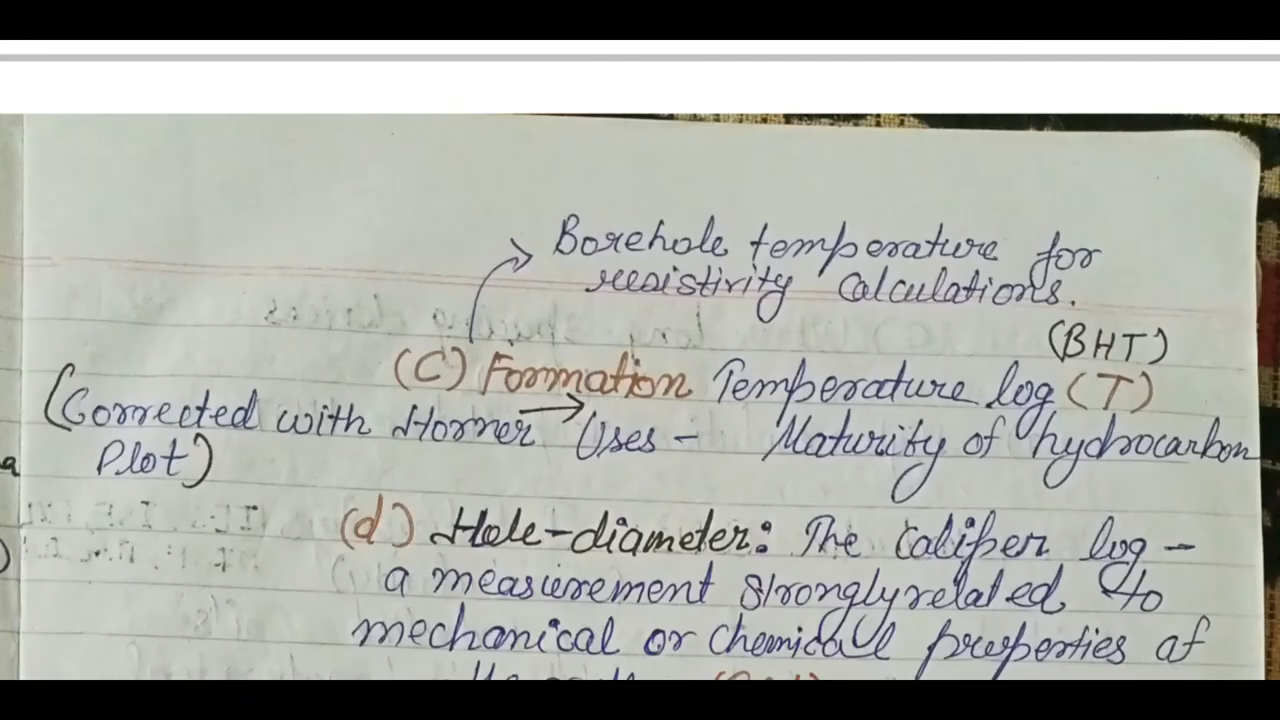 Borehole temperature for
resistivity Calculations.
(BHT)
(C) Formation Temperature log (T)
(Corrected with Horner → Uses - Maturity of hydrocarbon
Plot)
(d) Hole-diameter: The Caliper log -
a measurement strongly related to
mechanical or chemical properties of